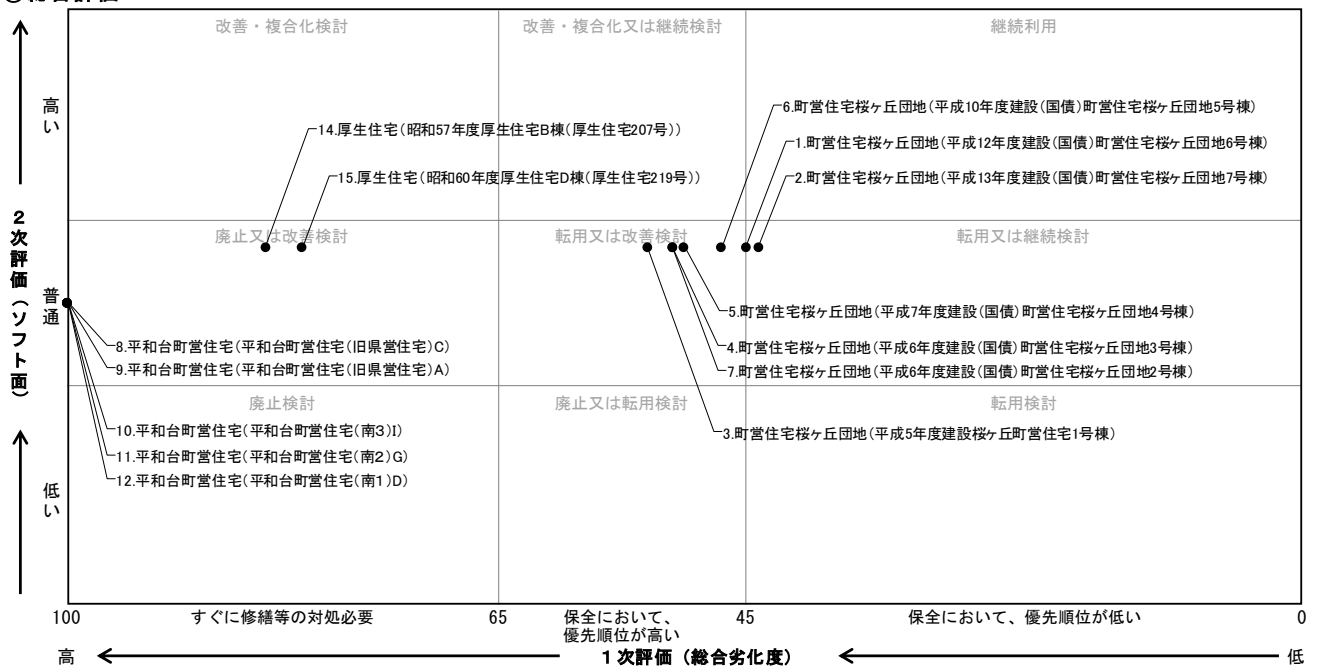 改善・複合化検討
改善・複合化又は継続検討
継続利用
高い
6.町営住宅桜ヶ丘団地(平成10年度建設(国債)町営住宅桜ヶ丘団地5号棟)
14.厚生住宅(昭和57年度厚生住宅B棟(厚生住宅207号))
1.町営住宅桜ヶ丘団地(平成12年度建設(国債)町営住宅桜ヶ丘団地6号棟)
15.厚生住宅(昭和60年度厚生住宅D棟(厚生住宅219号))
2.町営住宅桜ヶ丘団地(平成13年度建設(国債)町営住宅桜ヶ丘団地7号棟)
2次評価(ソフト面)
廃止又は改善検討
転用又は改善検討
転用又は継続検討
普通
5.町営住宅桜ヶ丘団地(平成7年度建設(国債)町営住宅桜ヶ丘団地4号棟)
8.平和台町営住宅(平和台町営住宅(旧県営住宅)C)
4.町営住宅桜ヶ丘団地(平成6年度建設(国債)町営住宅桜ヶ丘団地3号棟)
9.平和台町営住宅(平和台町営住宅(旧県営住宅)A)
7.町営住宅桜ヶ丘団地(平成6年度建設(国債)町営住宅桜ヶ丘団地2号棟)
廃止検討
廃止又は転用検討
転用検討
10.平和台町営住宅(平和台町営住宅(南3)I)
3.町営住宅桜ヶ丘団地(平成5年度建設桜ヶ丘町営住宅1号棟)
11.平和台町営住宅(平和台町営住宅(南2)G)
12.平和台町営住宅(平和台町営住宅(南1)D)
低い
100
すぐに修繕等の対処必要
65
保全において、
優先順位が高い
45
保全において、優先順位が低い
0
高
1次評価(総合劣化度)
低